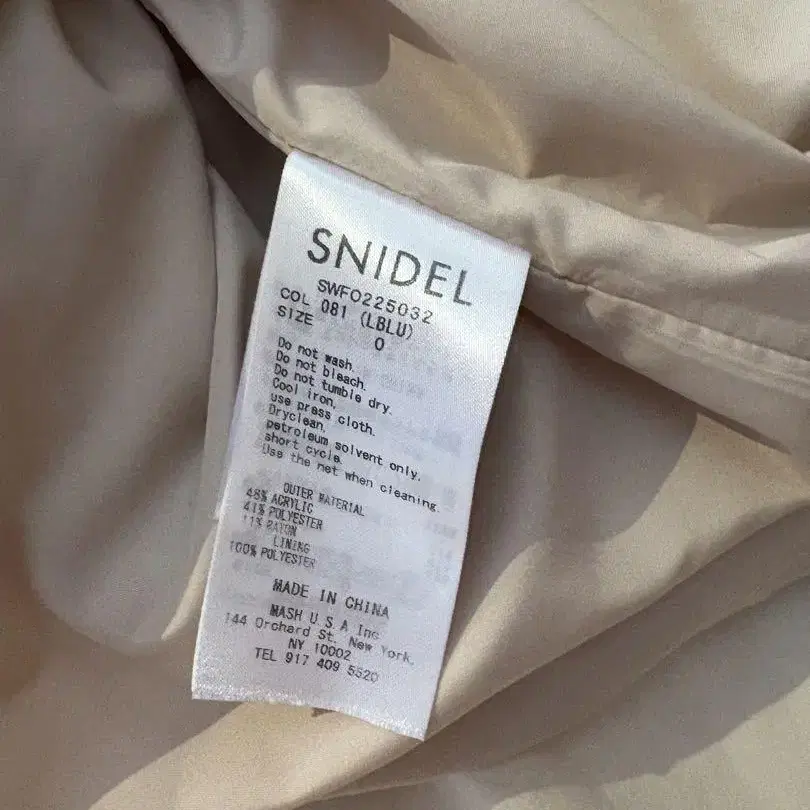 SNIDEL
SWFO225032
COL 081 (LBLU)
SIZE 0
Do not wash.
Do not bleach.
Do not tumble dry.
Cool iron.
use press cloth.
Dryclean.
petroleum solvent only.
short cycle.
Use the net when cleaning.
OUTER MATERIAL
48% ACRYLIC
41% POLYESTER
11% RAYON
LINING
100% POLYESTER
MADE IN CHINA
MASH U.S.A Inc
144 Orchard St. New York.
NY 10002
TEL 917 409 5520